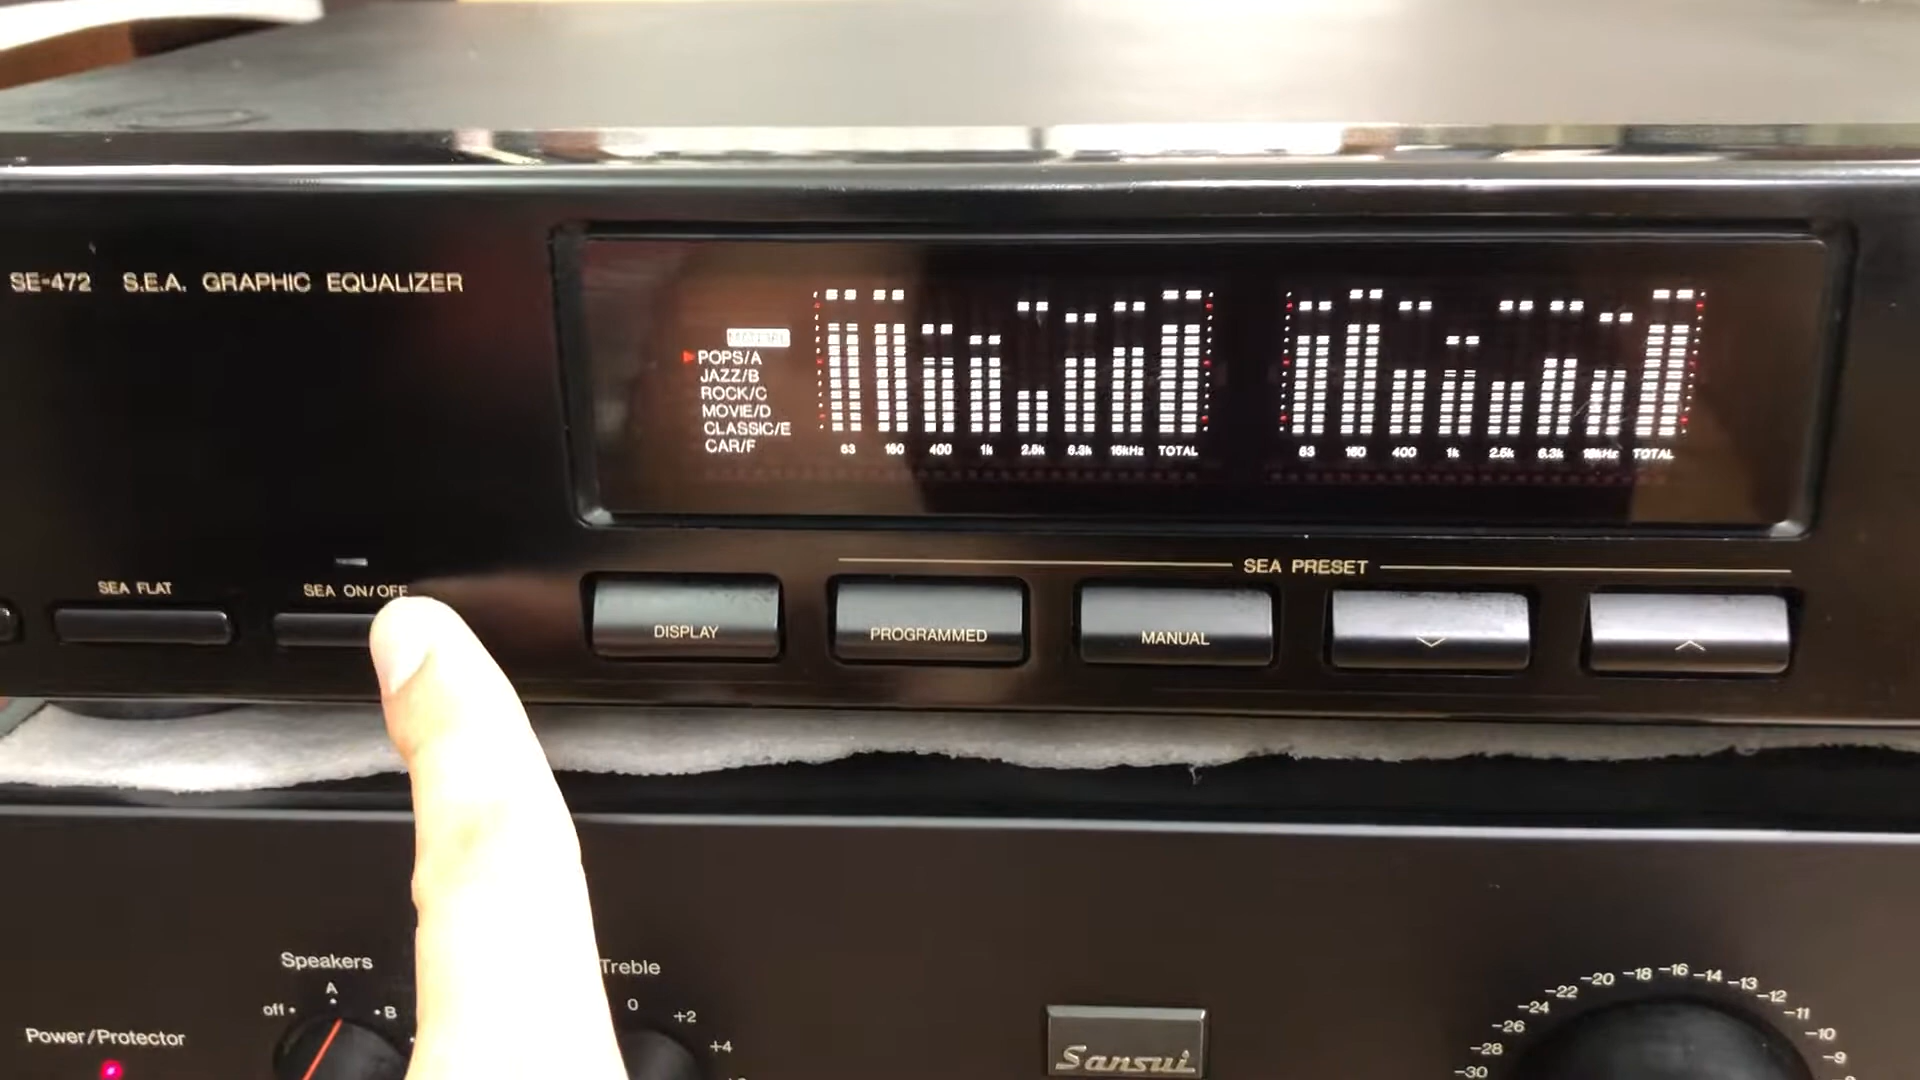 SE-472 S.E.A. GRAPHIC EQUALIZER
POPS/A
JAZZ/B
ROCK/C
MOVIE/D
CLASSIC/E
CAR/F
63 160 400 1k 2.5k 6.3k 16kHz TOTAL
63 160 400 1k 2.5k 6.3k 16kHz TOTAL
SEA PRESET
SEA FLAT
SEA ON/OFF
DISPLAY
PROGRAMMED
MANUAL
Speakers
off
A
B
Power/Protector
Treble
0
+2
+4
Sansui
-30
-28
-26
-24
-22
-20
-18
-16
-14
-13
-12
-11
-10
-9